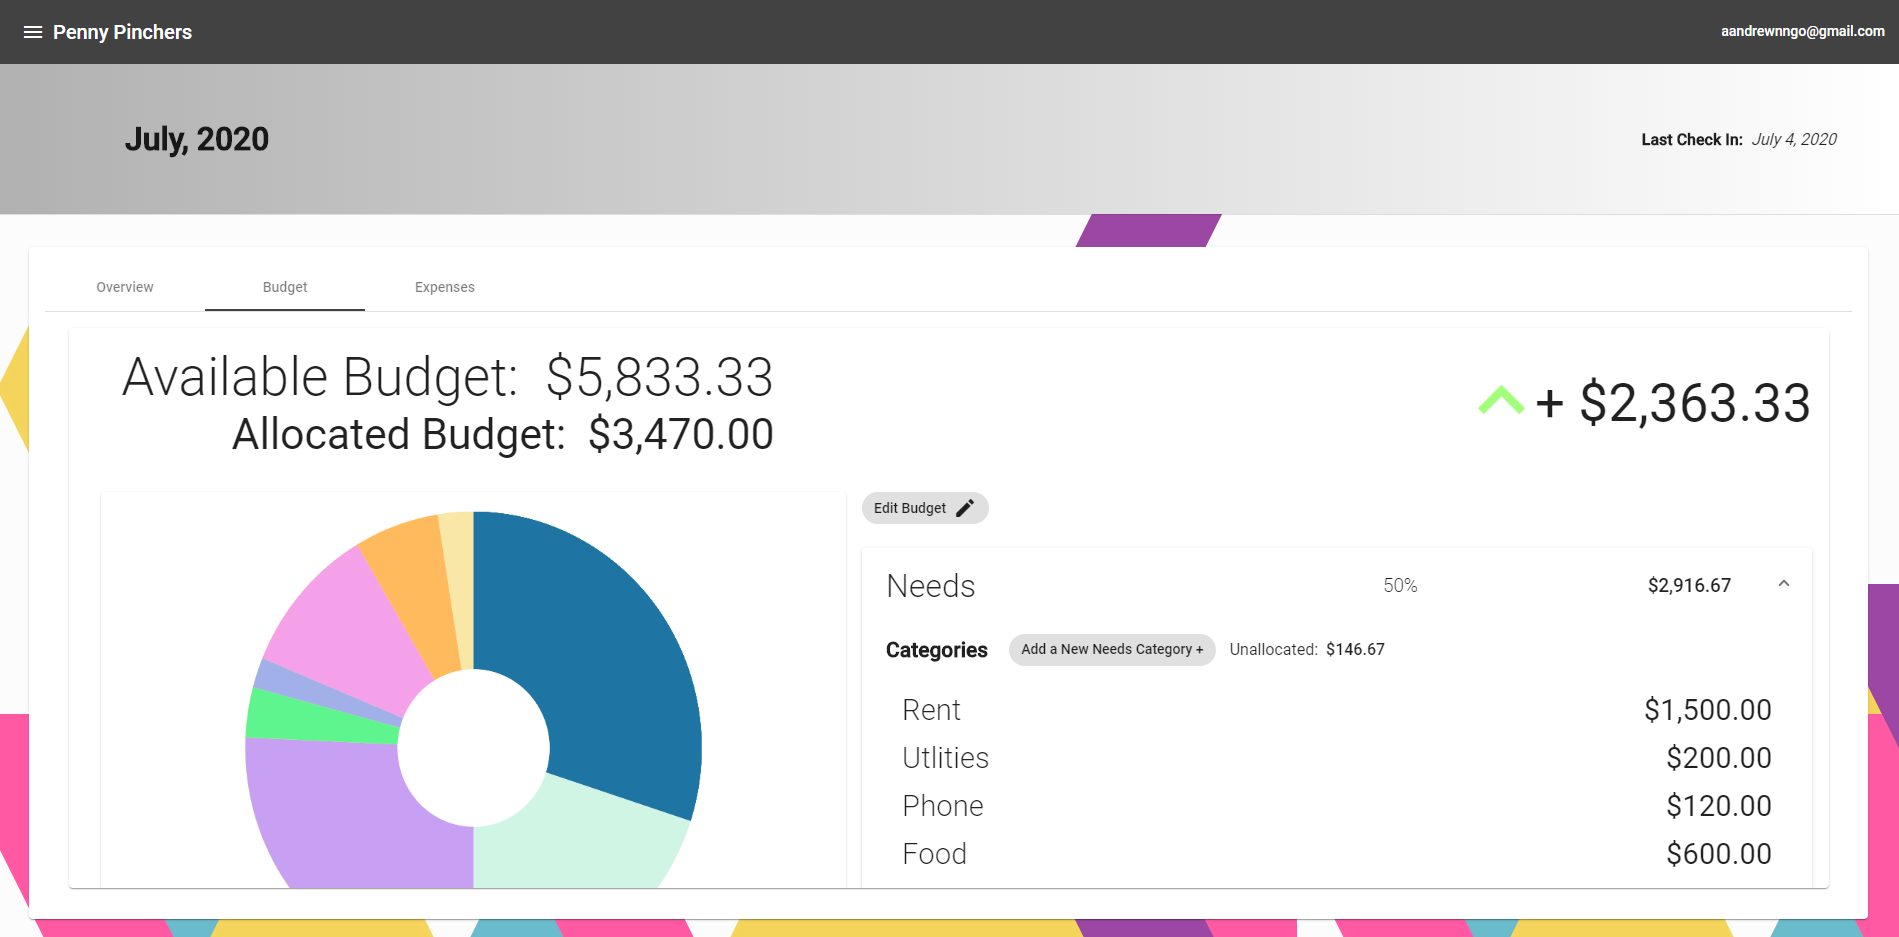 Penny Pinchers
aandrewnngo@gmail.com
July, 2020
Last Check In: July 4, 2020
Overview Budget Expenses
Available Budget: $5,833.33
Allocated Budget: $3,470.00
+ $2,363.33
Edit Budget
Needs 50% $2,916.67
Categories Add a New Needs Category + Unallocated: $146.67
Rent $1,500.00
Utlities $200.00
Phone $120.00
Food $600.00